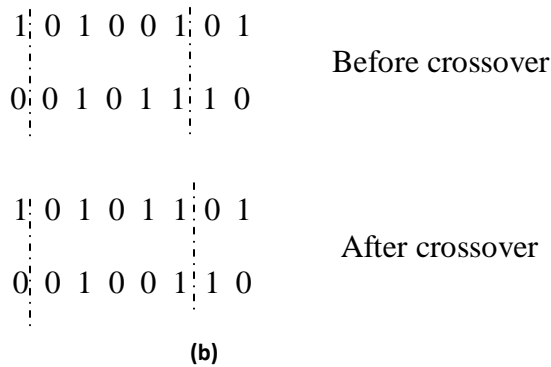 1 0 1 0 0 1 0 1
Before crossover
0 0 1 0 1 1 1 0
1 0 1 0 1 1 0 1
After crossover
0 0 1 0 0 1 1 0
(b)